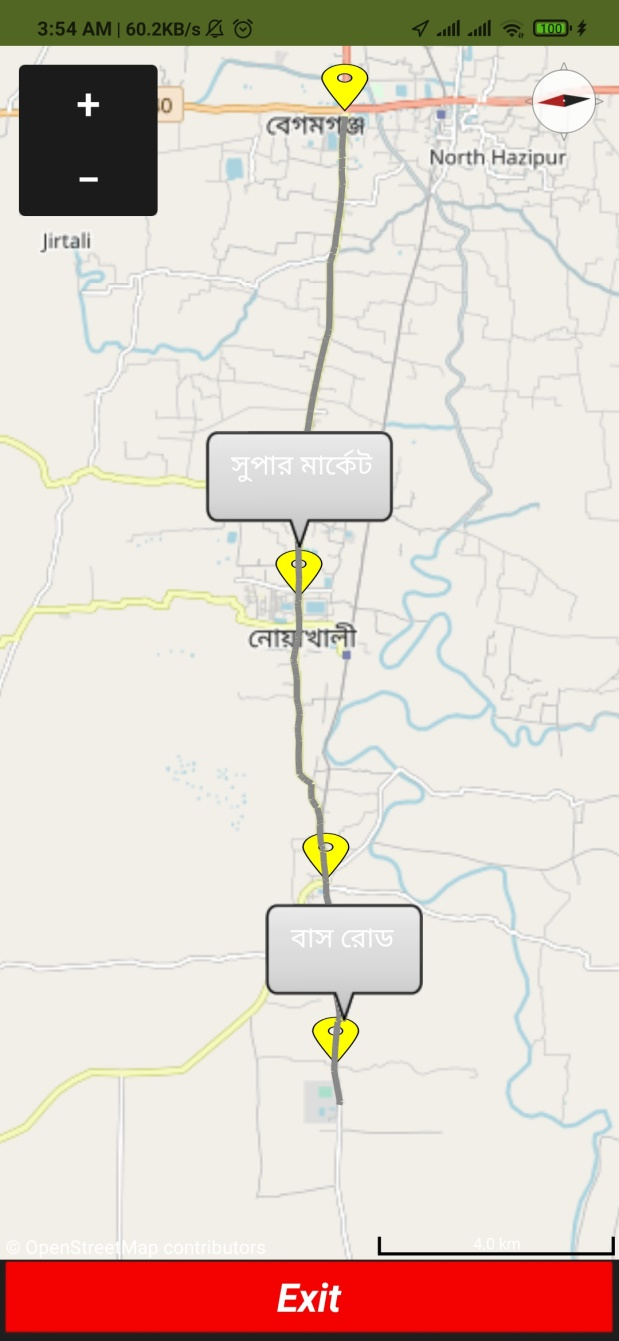 3:54 AM | 60.2KB/s
100
+
−
বেগমগঞ্জ
North Hazipur
Jirtali
সুপার মার্কেট
নোয়াখালী
বাস রোড
© OpenStreetMap contributors
4.0 km
Exit